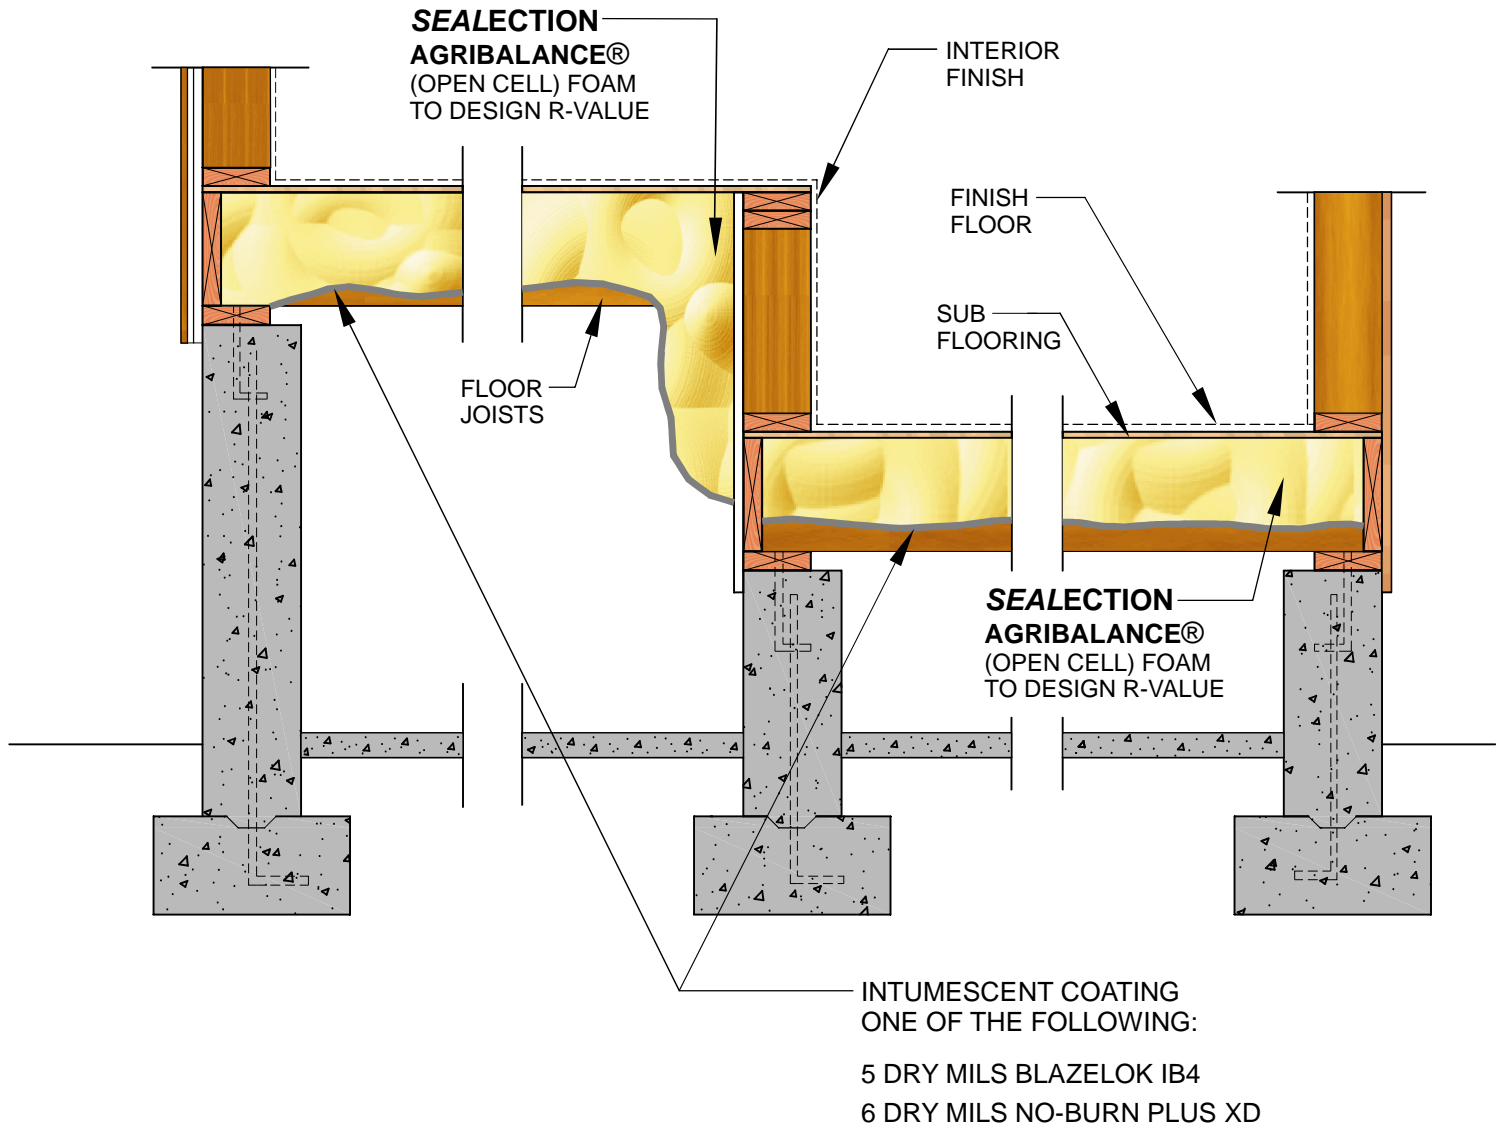 SEALECTION
AGRIBALANCE®
(OPEN CELL) FOAM
TO DESIGN R-VALUE
INTERIOR
FINISH
FINISH
FLOOR
SUB
FLOORING
FLOOR
JOISTS
SEALECTION
AGRIBALANCE®
(OPEN CELL) FOAM
TO DESIGN R-VALUE
INTUMESCENT COATING
ONE OF THE FOLLOWING:
5 DRY MILS BLAZELOK IB4
6 DRY MILS NO-BURN PLUS XD